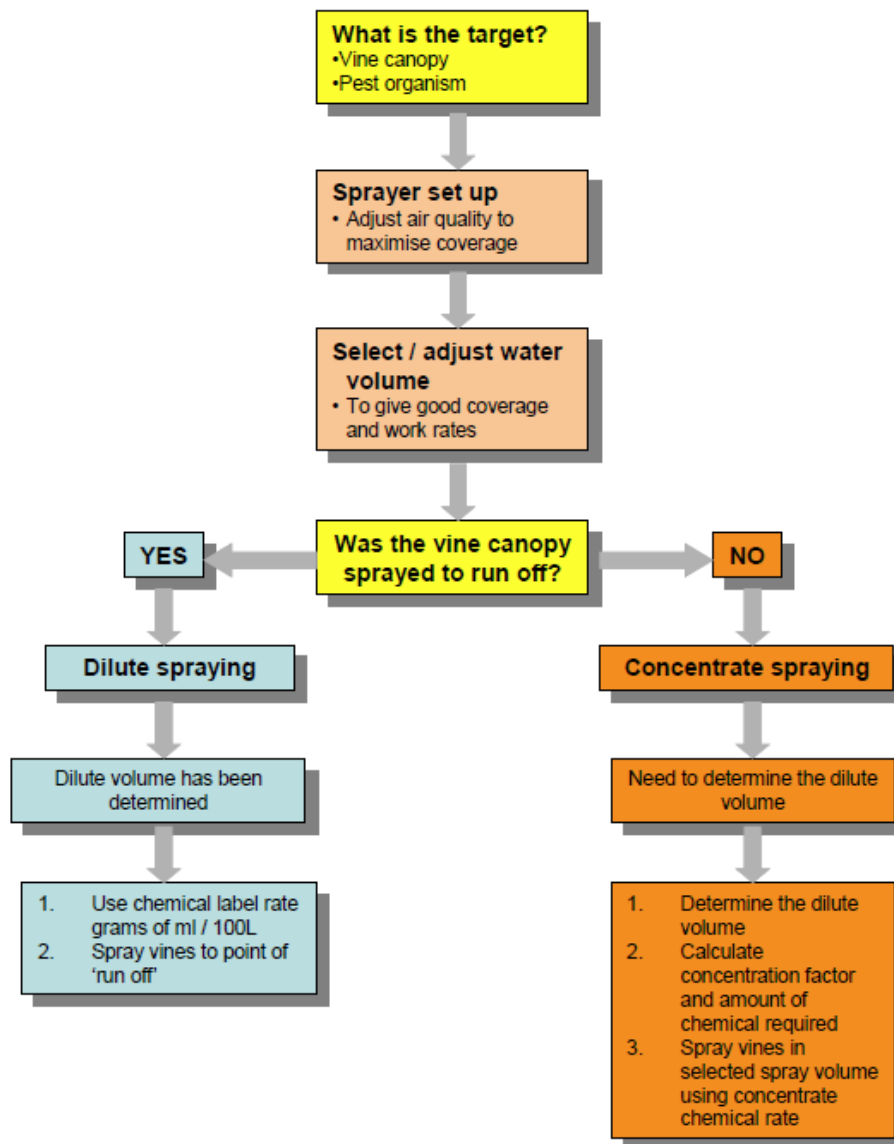 What is the target?
•Vine canopy
•Pest organism
Sprayer set up
• Adjust air quality to
maximise coverage
Select / adjust water
volume
• To give good coverage
and work rates
Was the vine canopy
sprayed to run off?
YES
NO
Dilute spraying
Concentrate spraying
Dilute volume has been
determined
Need to determine the dilute
volume
1. Use chemical label rate
grams of ml / 100L
2. Spray vines to point of
‘run off’
1. Determine the dilute
volume
2. Calculate
concentration factor
and amount of
chemical required
3. Spray vines in
selected spray volume
using concentrate
chemical rate